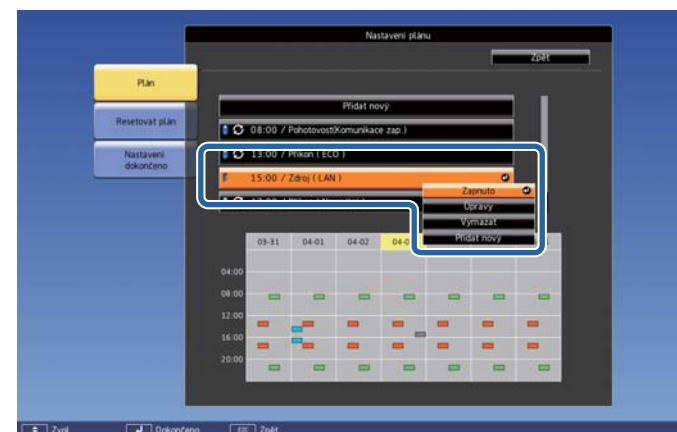 Nastavení plánu
Zpět
Plán
Resetovat plán
Nastavení
dokončeno
Přidat nový
08:00 / Pohotovost(Komunikace zap.)
13:00 / Příkon ( ECO )
15:00 / Zdroj ( LAN )
Zapnuto
Úpravy
Vymazat
Přidat nový
03-31 04-01 04-02
04:00
08:00
12:00
16:00
20:00
Zvol
Dokončeno
Zpět